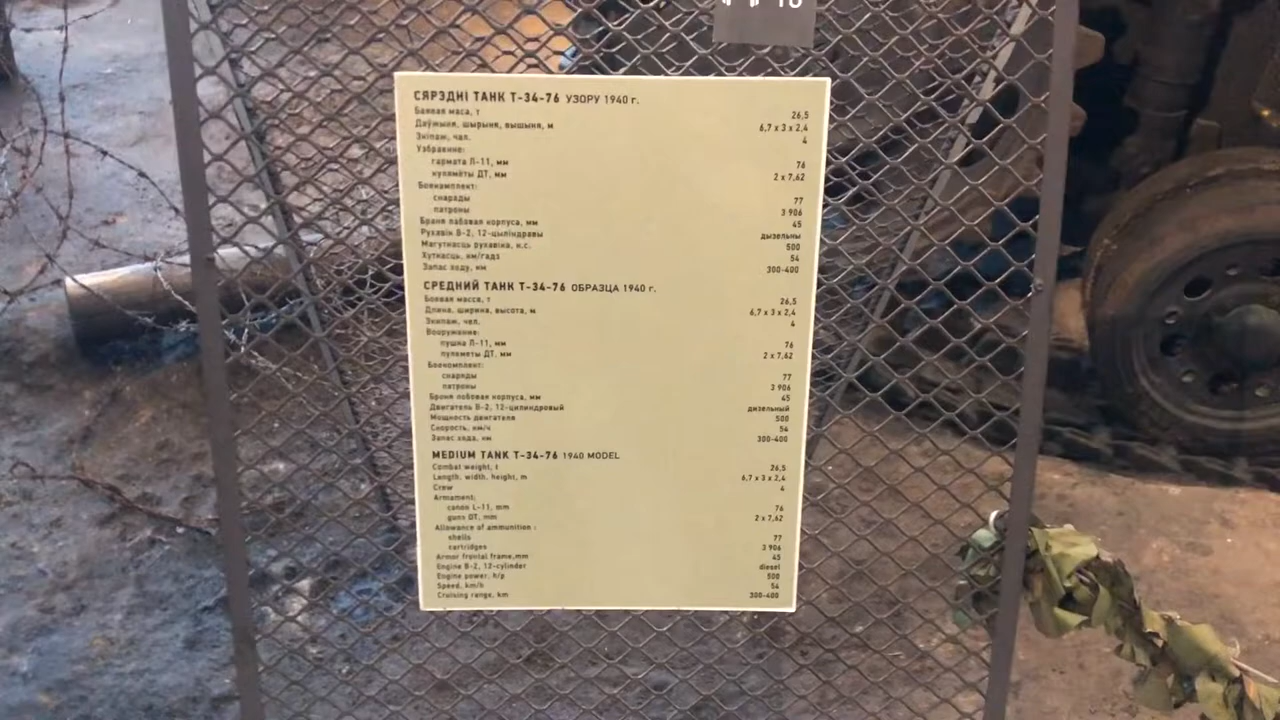 СЯРЭДНІ ТАНК Т-34-76 УЗОРУ 1940 г.
Баявая маса, т 26,5
Даўжыня, шырыня, вышыня, м 6,7 х 3 х 2,4
Экіпаж, чал. 4
Узбраенне:
гармата Л-11, мм 76
кулямёты ДТ, мм 2 х 7,62
Боекамплект:
снарады 77
патроны 3 906
Браня лабавая корпуса, мм 45
Рухавік В-2, 12-цыліндравы дызельны
Магутнасць рухавіка, к.с. 500
Хуткасць, км/гадз 54
Запас ходу, км 300-400
СРЕДНИЙ ТАНК Т-34-76 ОБРАЗЦА 1940 г.
Боевая масса, т 26,5
Длина, ширина, высота, м 6,7 х 3 х 2,4
Экипаж, чел. 4
Вооружение:
пушка Л-11, мм 76
пулеметы ДТ, мм 2 х 7,62
Боекомплект:
снаряды 77
патроны 3 906
Броня лобовая корпуса, мм 45
Двигатель В-2, 12-цилиндровый дизельный
Мощность двигателя 500
Скорость, км/ч 54
Запас хода, км 300-400
MEDIUM TANK T-34-76 1940 MODEL
Combat weight, t 26,5
Length, width, height, m 6,7 x 3 x 2,4
Crew 4
Armament:
canon L-11, mm 76
guns DT, mm 2 x 7,62
Allowance of ammunition :
shells 77
cartridges 3 906
Armor frontal frame,mm 45
Engine B-2, 12-cylinder diesel
Engine power, h/p 500
Speed, km/h 54
Cruising range, km 300-400